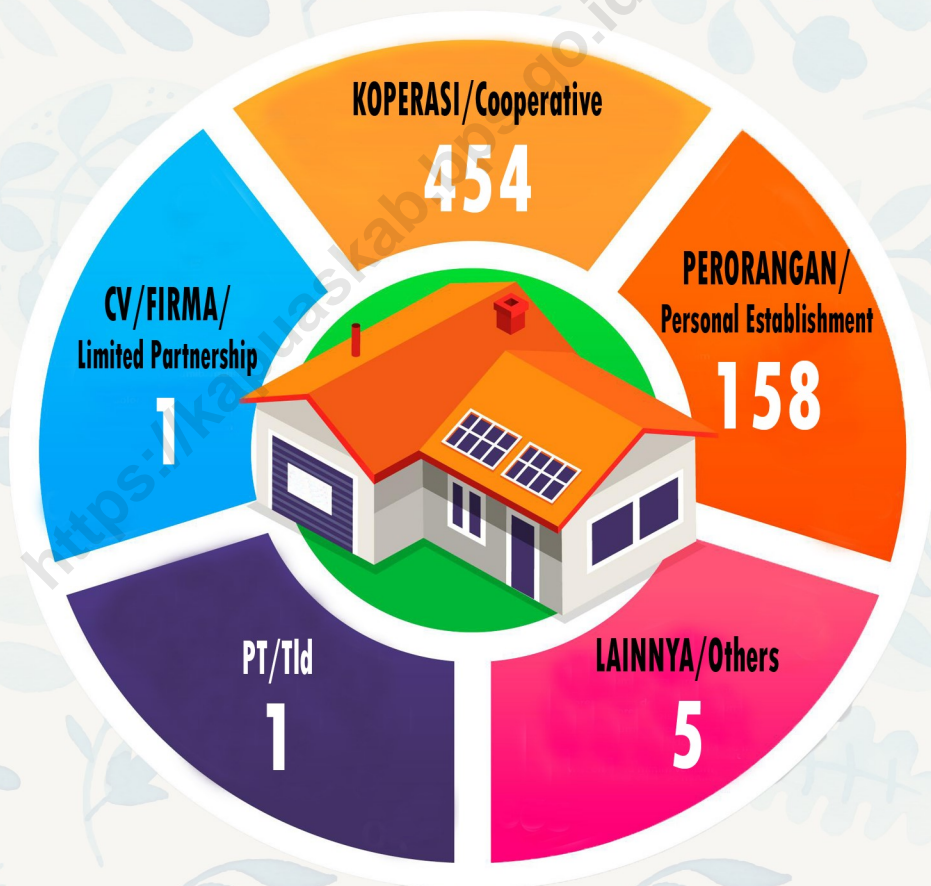 KOPERASI/Cooperative
454
PERORANGAN/
Personal Establishment
158
CV/FIRMA/
Limited Partnership
1
PT/Tld
1
LAINNYA/Others
5
https://kapuaskab.bps.go.id